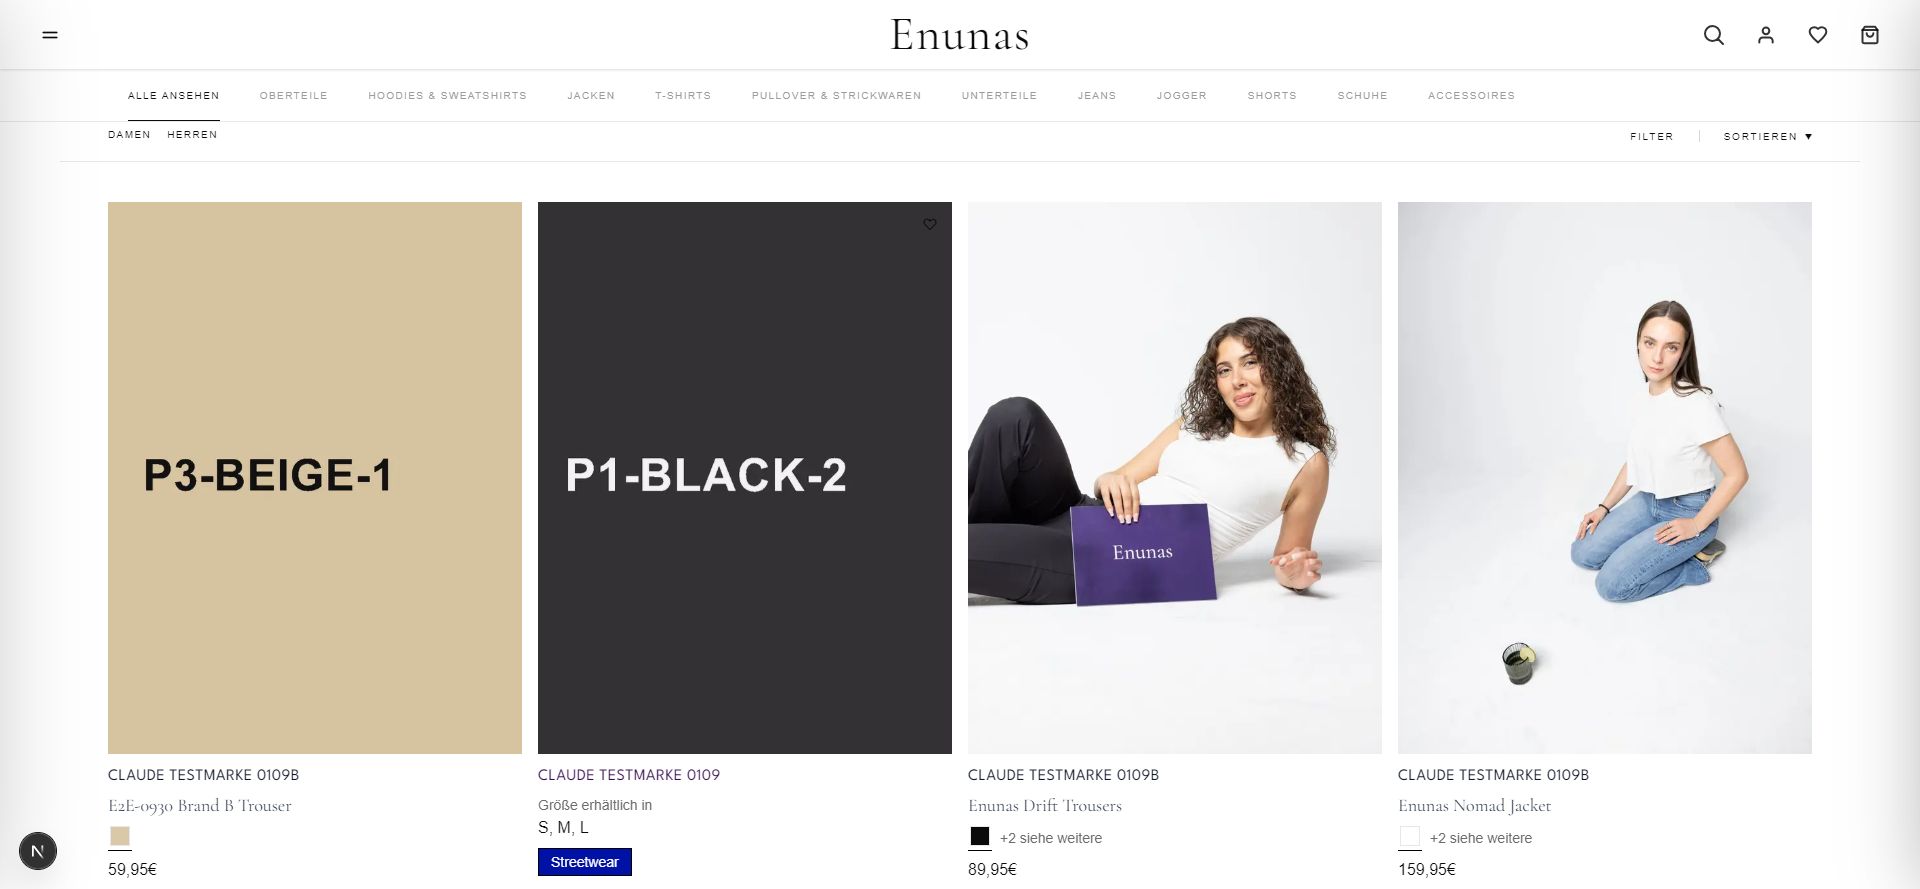 Enunas
ALLE ANSEHEN OBERTEILE HOODIES & SWEATSHIRTS JACKEN T-SHIRTS PULLOVER & STRICKWAREN UNTERTEILE JEANS JOGGER SHORTS SCHUHE ACCESSOIRES
DAMEN HERREN FILTER SORTIEREN ▼
P3-BEIGE-1
P1-BLACK-2
Enunas
CLAUDE TESTMARKE 0109B
E2E-0930 Brand B Trouser
59,95€
CLAUDE TESTMARKE 0109
Größe erhältlich in
S, M, L
Streetwear
CLAUDE TESTMARKE 0109B
Enunas Drift Trousers
+2 siehe weitere
89,95€
CLAUDE TESTMARKE 0109B
Enunas Nomad Jacket
+2 siehe weitere
159,95€
N